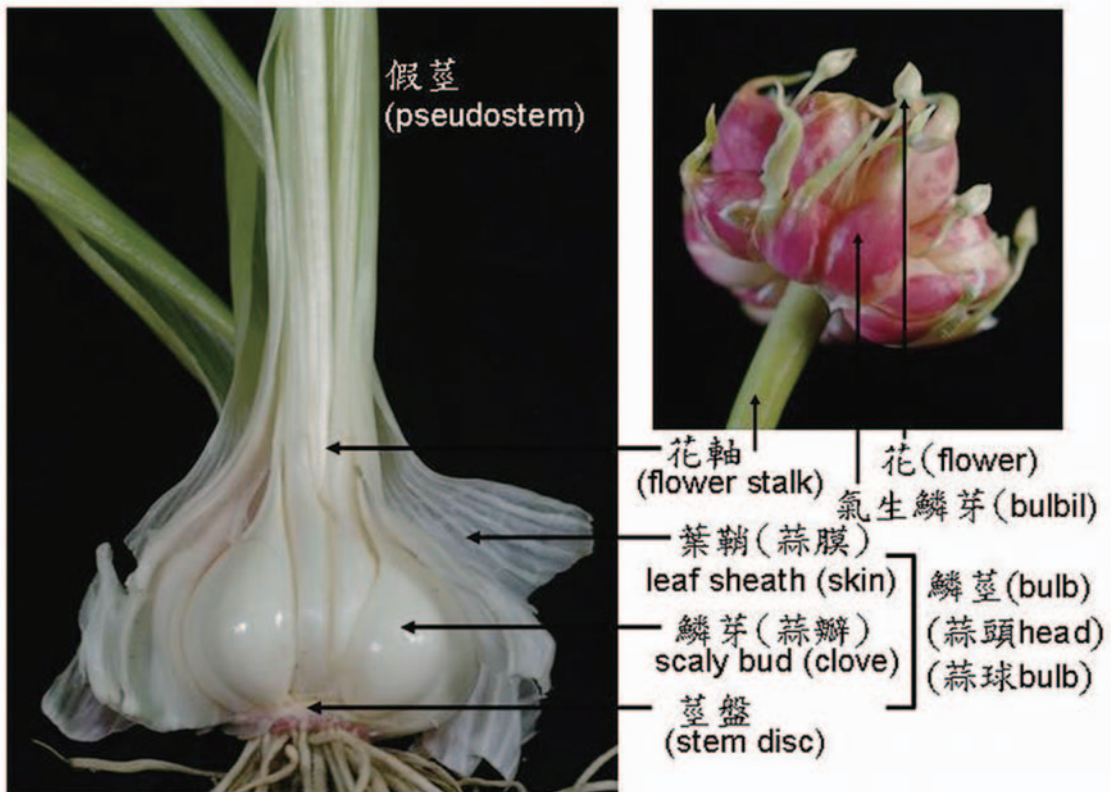 假莖
(pseudostem)
花軸
(flower stalk)
花(flower)
氣生鱗芽(bulbil)
葉鞘(蒜膜)
leaf sheath (skin)
鱗芽(蒜瓣)
scaly bud (clove)
莖盤
(stem disc)
鱗莖(bulb)
(蒜頭head)
(蒜球bulb)